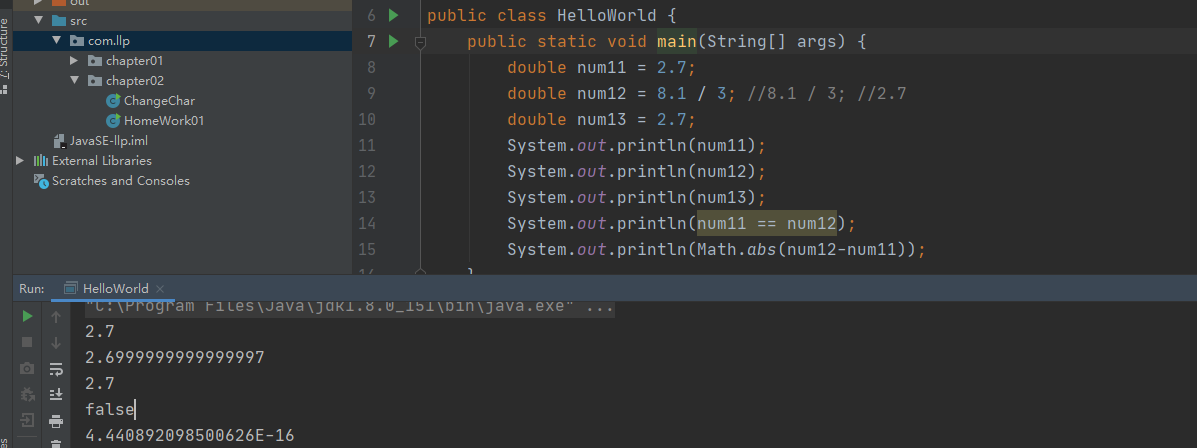 out
src
com.llp
chapter01
chapter02
ChangeChar
HomeWork01
JavaSE-llp.iml
External Libraries
Scratches and Consoles
Z: Structure
6 public class HelloWorld {
7 public static void main(String[] args) {
8 double num11 = 2.7;
9 double num12 = 8.1 / 3; //8.1 / 3; //2.7
10 double num13 = 2.7;
11 System.out.println(num11);
12 System.out.println(num12);
13 System.out.println(num13);
14 System.out.println(num11 == num12);
15 System.out.println(Math.abs(num12-num11));
}
Run: HelloWorld ×
"C:\Program Files\Java\jdk1.8.0_151\bin\java.exe" ...
2.7
2.6999999999999997
2.7
false
4.440892098500626E-16